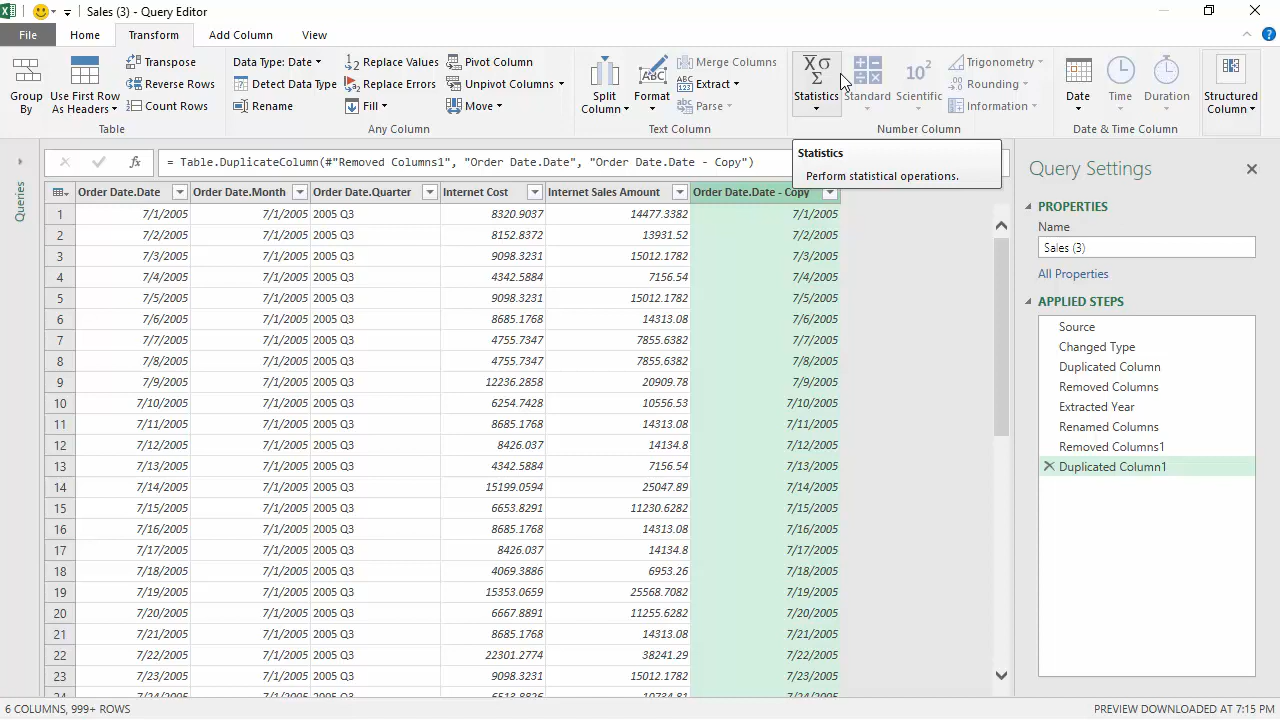 Sales (3) - Query Editor
File Home Transform Add Column View
Group By
Use First Row As Headers
Transpose
Reverse Rows
Count Rows
Table
Data Type: Date
Detect Data Type
Rename
Replace Values
Replace Errors
Fill
Pivot Column
Unpivot Columns
Move
Any Column
Split Column
Format
ABC
Merge Columns
ABC 123 Extract
abc Parse
Text Column
Statistics
Standard
10² Scientific
Trigonometry
.00 Rounding
Information
Number Column
Date
Time
Duration
Date & Time Column
Structured Column
fx = Table.DuplicateColumn(#"Removed Columns1", "Order Date.Date", "Order Date.Date - Copy")
Statistics
Perform statistical operations.
Queries
Order Date.Date Order Date.Month Order Date.Quarter Internet Cost Internet Sales Amount Order Date.Date - Copy
1 7/1/2005 7/1/2005 2005 Q3 8320.9037 14477.3382 7/1/2005
2 7/2/2005 7/1/2005 2005 Q3 8152.8372 13931.52 7/2/2005
3 7/3/2005 7/1/2005 2005 Q3 9098.3231 15012.1782 7/3/2005
4 7/4/2005 7/1/2005 2005 Q3 4342.5884 7156.54 7/4/2005
5 7/5/2005 7/1/2005 2005 Q3 9098.3231 15012.1782 7/5/2005
6 7/6/2005 7/1/2005 2005 Q3 8685.1768 14313.08 7/6/2005
7 7/7/2005 7/1/2005 2005 Q3 4755.7347 7855.6382 7/7/2005
8 7/8/2005 7/1/2005 2005 Q3 4755.7347 7855.6382 7/8/2005
9 7/9/2005 7/1/2005 2005 Q3 12236.2858 20909.78 7/9/2005
10 7/10/2005 7/1/2005 2005 Q3 6254.7428 10556.53 7/10/2005
11 7/11/2005 7/1/2005 2005 Q3 8685.1768 14313.08 7/11/2005
12 7/12/2005 7/1/2005 2005 Q3 8426.037 14134.8 7/12/2005
13 7/13/2005 7/1/2005 2005 Q3 4342.5884 7156.54 7/13/2005
14 7/14/2005 7/1/2005 2005 Q3 15199.0594 25047.89 7/14/2005
15 7/15/2005 7/1/2005 2005 Q3 6653.8291 11230.6282 7/15/2005
16 7/16/2005 7/1/2005 2005 Q3 8685.1768 14313.08 7/16/2005
17 7/17/2005 7/1/2005 2005 Q3 8426.037 14134.8 7/17/2005
18 7/18/2005 7/1/2005 2005 Q3 4069.3886 6953.26 7/18/2005
19 7/19/2005 7/1/2005 2005 Q3 15353.0659 25568.7082 7/19/2005
20 7/20/2005 7/1/2005 2005 Q3 6667.8891 11255.6282 7/20/2005
21 7/21/2005 7/1/2005 2005 Q3 8685.1768 14313.08 7/21/2005
22 7/22/2005 7/1/2005 2005 Q3 22301.2774 38241.29 7/22/2005
23 7/23/2005 7/1/2005 2005 Q3 9098.3231 15012.1782 7/23/2005
Query Settings
PROPERTIES
Name
Sales (3)
All Properties
APPLIED STEPS
Source
Changed Type
Duplicated Column
Removed Columns
Extracted Year
Renamed Columns
Removed Columns1
Duplicated Column1
6 COLUMNS, 999+ ROWS
PREVIEW DOWNLOADED AT 7:15 PM